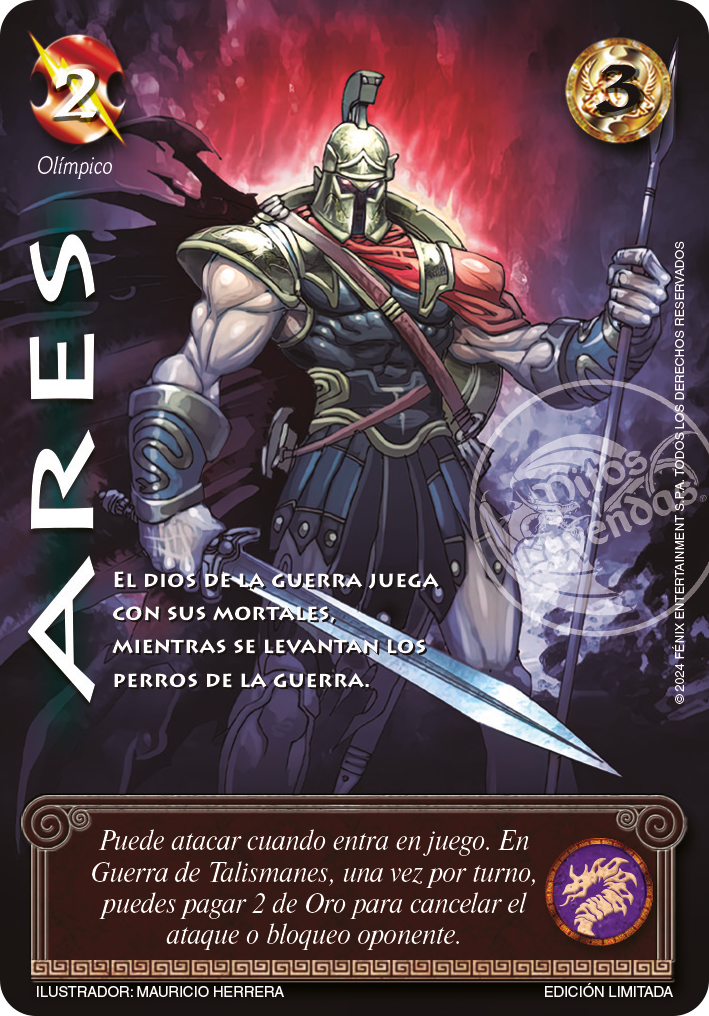 2
3
Olímpico
ARES
EL DIOS DE LA GUERRA JUEGA
CON SUS MORTALES,
MIENTRAS SE LEVANTAN LOS
PERROS DE LA GUERRA.
Mitos
Leyendas
© 2024 FÉNIX ENTERTAINMENT S.P.A. TODOS LOS DERECHOS RESERVADOS
Puede atacar cuando entra en juego. En
Guerra de Talismanes, una vez por turno,
puedes pagar 2 de Oro para cancelar el
ataque o bloqueo oponente.
ILUSTRADOR: MAURICIO HERRERA
EDICIÓN LIMITADA